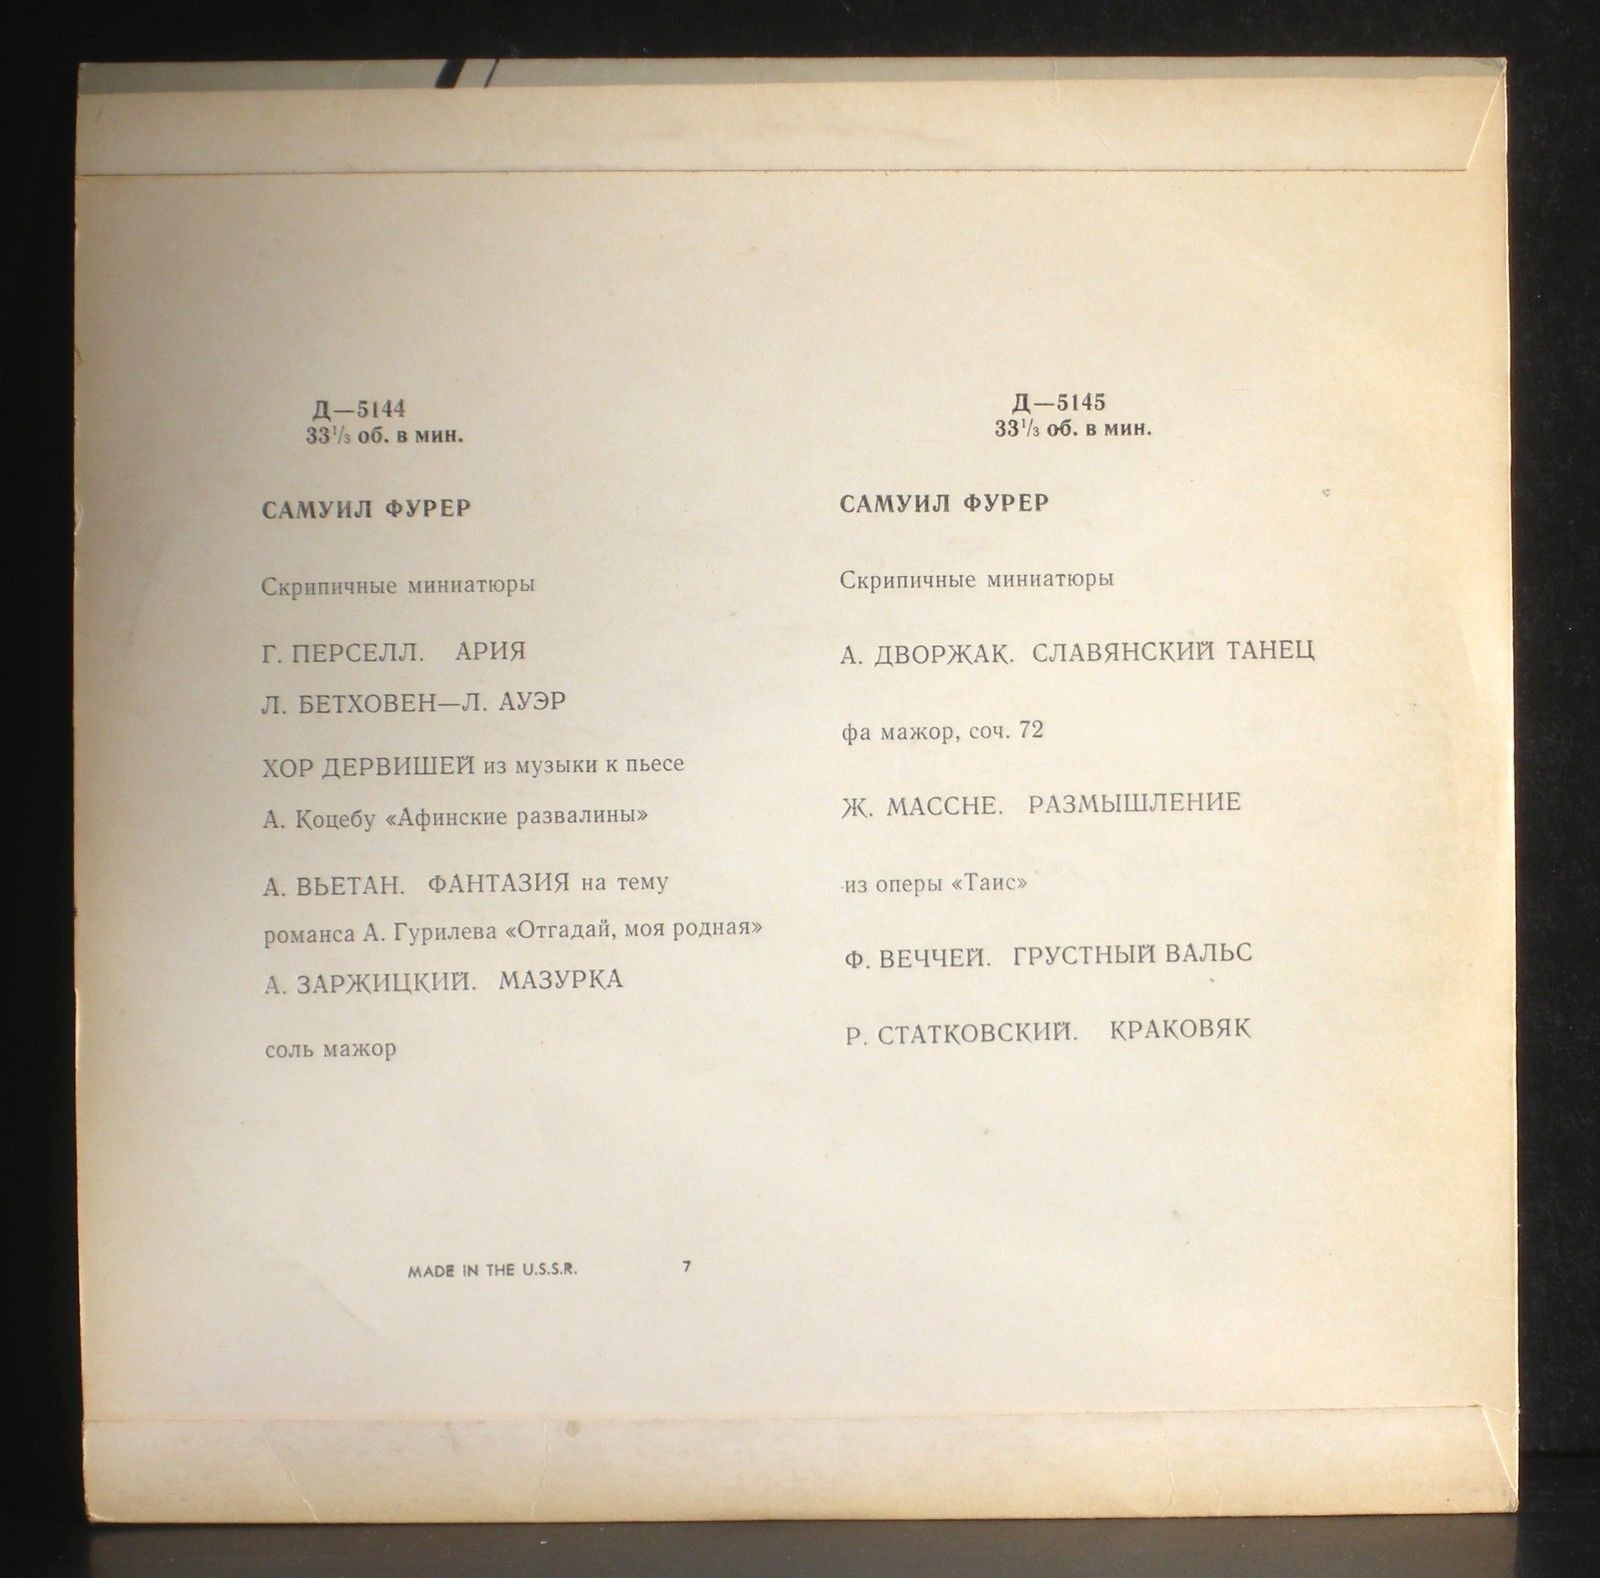 Д—5144
33⅓ об. в мин.
САМУИЛ ФУРЕР
Скрипичные миниатюры
Г. ПЕРСЕЛЛ. АРИЯ
Л. БЕТХОВЕН—Л. АУЭР
ХОР ДЕРВИШЕЙ из музыки к пьесе
А. Коцебу «Афинские развалины»
А. ВЬЕТАН. ФАНТАЗИЯ на тему
романса А. Гурилева «Отгадай, моя родная»
А. ЗАРЖИЦКИЙ. МАЗУРКА
соль мажор
Д—5145
33⅓ об. в мин.
САМУИЛ ФУРЕР
Скрипичные миниатюры
А. ДВОРЖАК. СЛАВЯНСКИЙ ТАНЕЦ
фа мажор, соч. 72
Ж. МАССНЕ. РАЗМЫШЛЕНИЕ
из оперы «Таис»
Ф. ВЕЧЧЕЙ. ГРУСТНЫЙ ВАЛЬС
Р. СТАТКОВСКИЙ. КРАКОВЯК
MADE IN THE U.S.S.R. 7